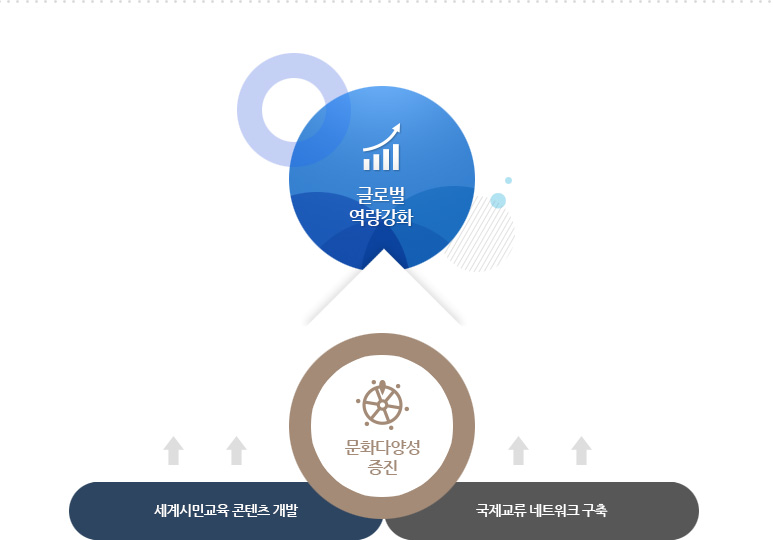 글로벌
역량강화
문화다양성
증진
세계시민교육 콘텐츠 개발
국제교류 네트워크 구축